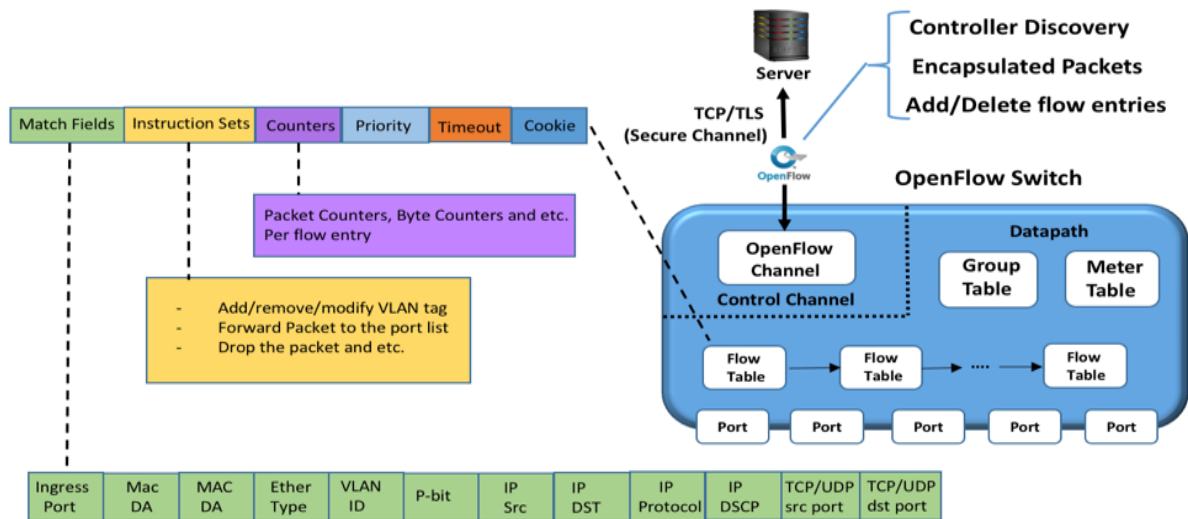 Controller Discovery
Encapsulated Packets
Add/Delete flow entries
Server
TCP/TLS
(Secure Channel)
OpenFlow
Match Fields
Instruction Sets
Counters
Priority
Timeout
Cookie
Packet Counters, Byte Counters and etc.
Per flow entry
- Add/remove/modify VLAN tag
- Forward Packet to the port list
- Drop the packet and etc.
OpenFlow Switch
OpenFlow
Channel
Control Channel
Datapath
Group
Table
Meter
Table
Flow
Table
Flow
Table
....
Flow
Table
Port
Port
Port
Port
Port
Ingress
Port
Mac
DA
MAC
DA
Ether
Type
VLAN
ID
P-bit
IP
Src
IP
DST
IP
Protocol
IP
DSCP
TCP/UDP
src port
TCP/UDP
dst port